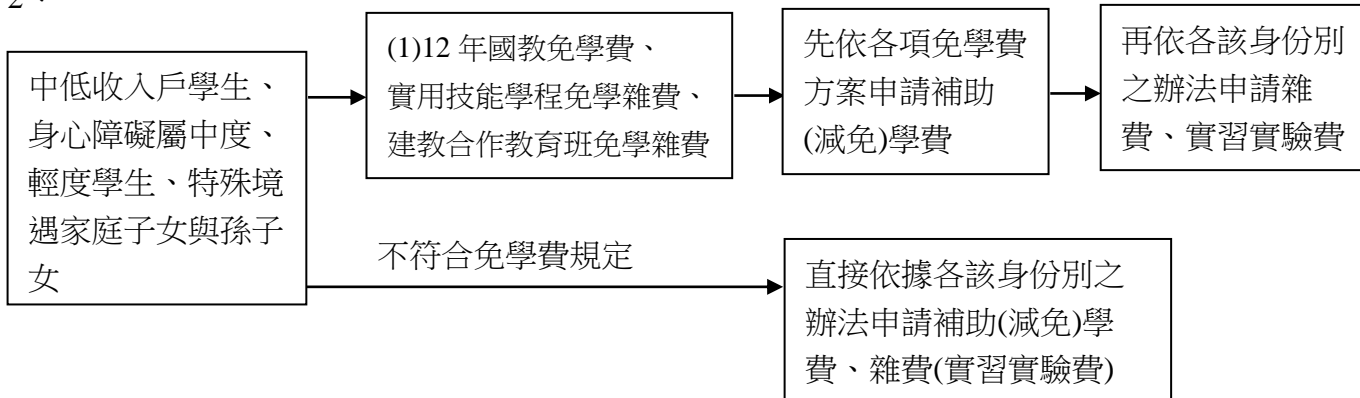 2、
中低收入戶學生、
身心障礙屬中度、
輕度學生、特殊境
遇家庭子女與孫子
女
(1)12 年國教免學費、
實用技能學程免學雜費、
建教合作教育班免學雜費
先依各項免學費
方案申請補助
(減免)學費
再依各該身份別
之辦法申請雜
費、實習實驗費
不符合免學費規定
直接依據各該身份別之
辦法申請補助(減免)學
費、雜費(實習實驗費)